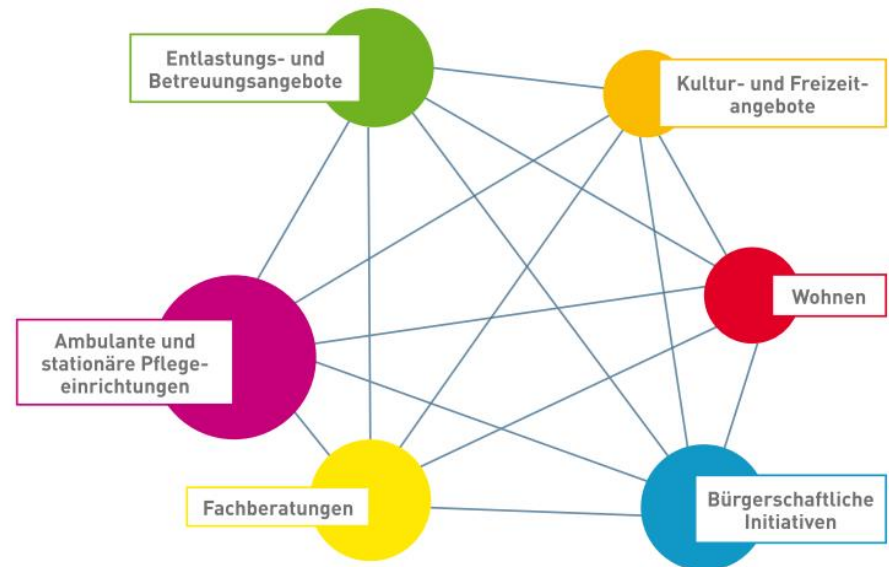 Entlastungs- und
Betreuungsangebote
Kultur- und Freizeit-
angebote
Wohnen
Ambulante und
stationäre Pflege-
einrichtungen
Fachberatungen
Bürgerschaftliche
Initiativen